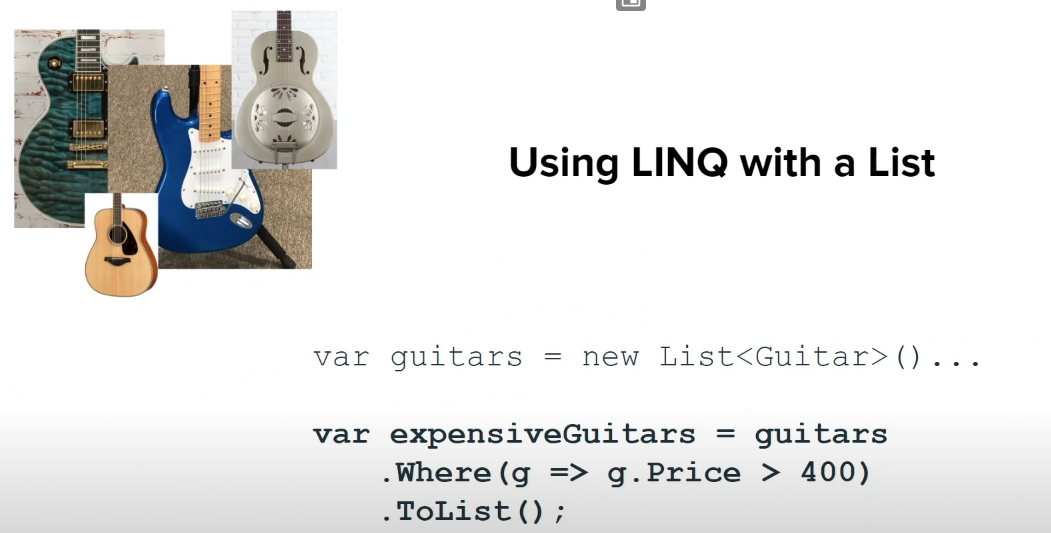 Using LINQ with a List
var guitars = new List<Guitar>()...
var expensiveGuitars = guitars
.Where(g => g.Price > 400)
.ToList();